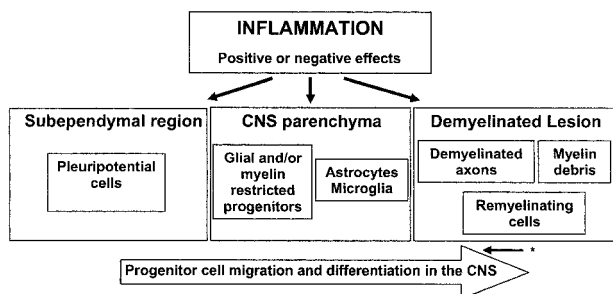 INFLAMMATION
Positive or negative effects
Subependymal region
Pleuripotential
cells
CNS parenchyma
Glial and/or
myelin
restricted
progenitors
Astrocytes
Microglia
Demyelinated Lesion
Demyelinated
axons
Myelin
debris
Remyelinating
cells
*
Progenitor cell migration and differentiation in the CNS